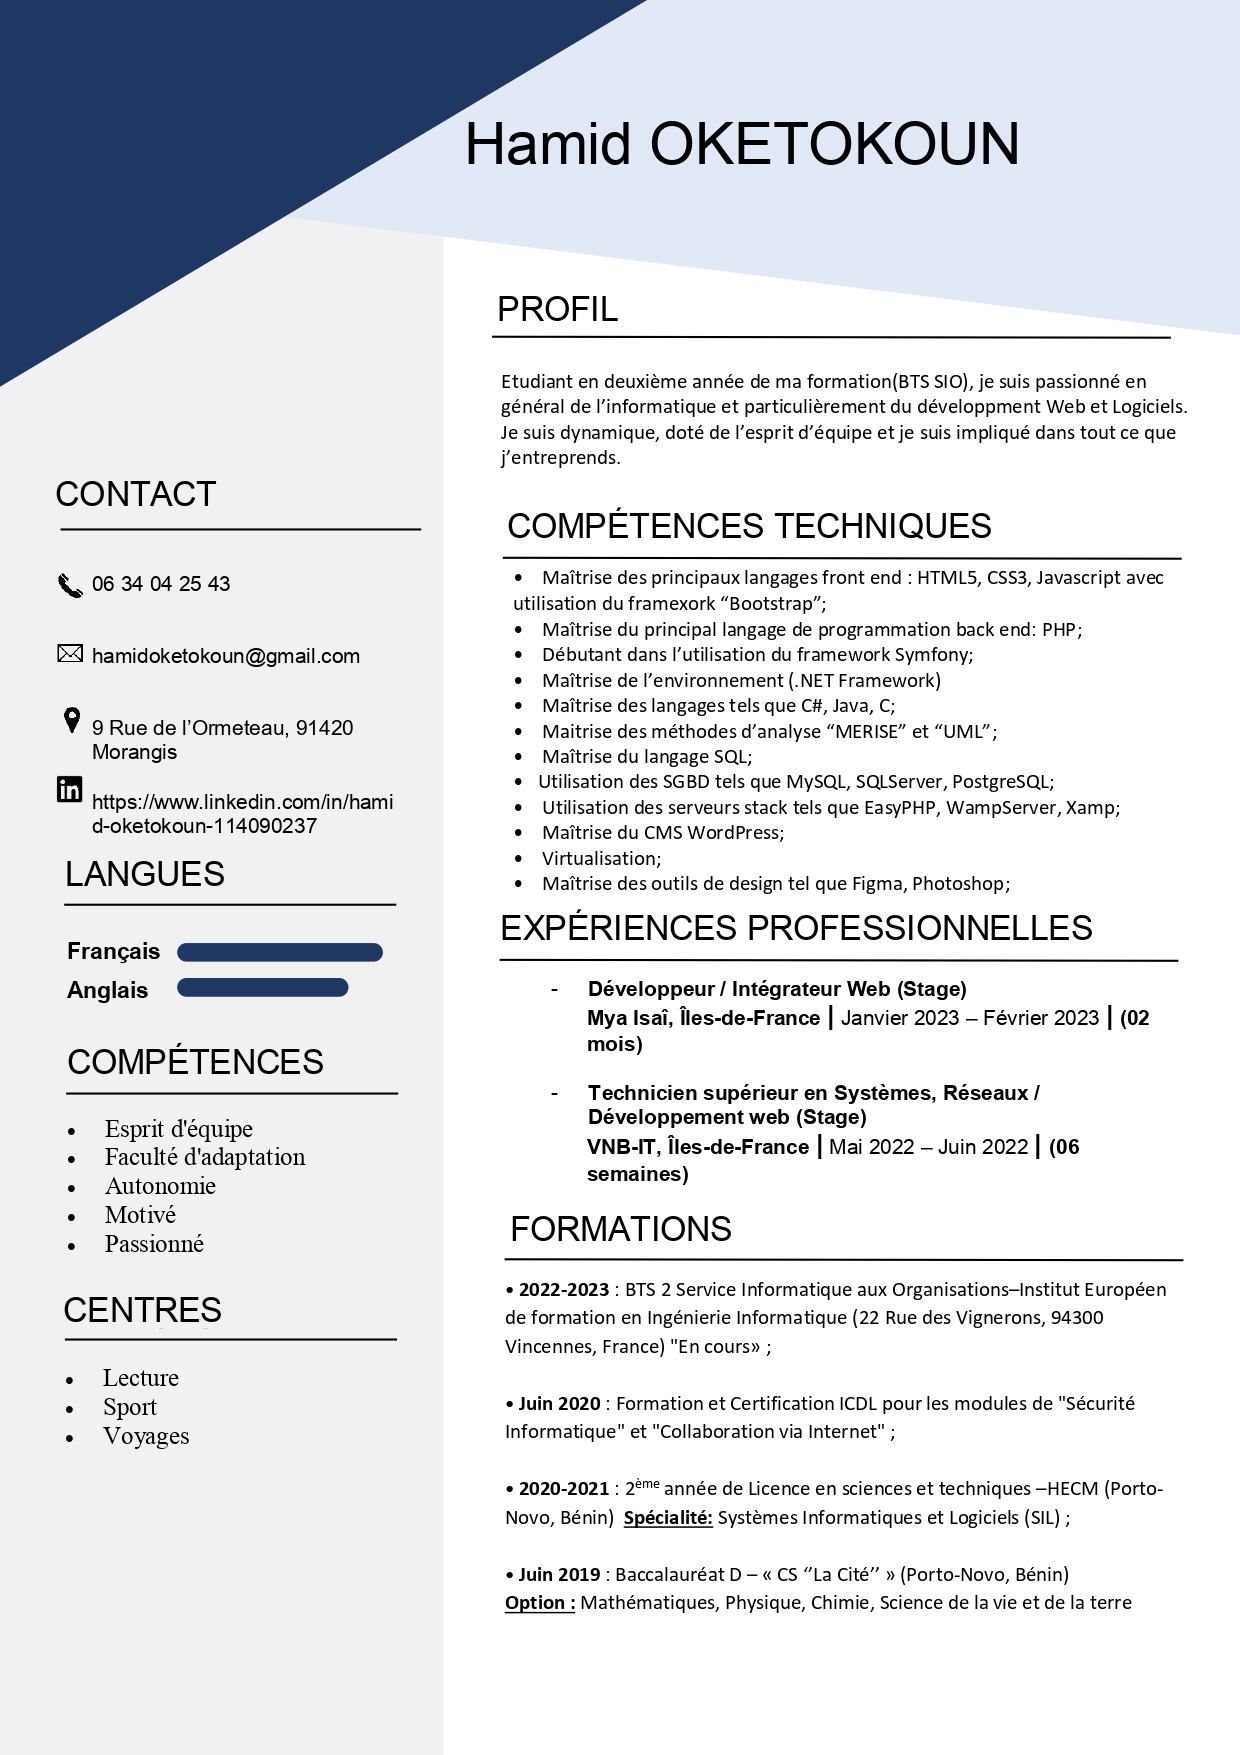 Hamid OKETOKOUN
CONTACT
06 34 04 25 43
hamidoketokoun@gmail.com
9 Rue de l’Ormeteau, 91420
Morangis
in
https://www.linkedin.com/in/hami
d-oketokoun-114090237
LANGUES
Français
Anglais
COMPÉTENCES
• Esprit d'équipe
• Faculté d'adaptation
• Autonomie
• Motivé
• Passionné
CENTRES
• Lecture
• Sport
• Voyages
PROFIL
Etudiant en deuxième année de ma formation(BTS SIO), je suis passionné en
général de l’informatique et particulièrement du développment Web et Logiciels.
Je suis dynamique, doté de l’esprit d’équipe et je suis impliqué dans tout ce que
j’entreprends.
COMPÉTENCES TECHNIQUES
• Maîtrise des principaux langages front end : HTML5, CSS3, Javascript avec
utilisation du framexork “Bootstrap”;
• Maîtrise du principal langage de programmation back end: PHP;
• Débutant dans l’utilisation du framework Symfony;
• Maîtrise de l’environnement (.NET Framework)
• Maîtrise des langages tels que C#, Java, C;
• Maitrise des méthodes d’analyse “MERISE” et “UML”;
• Maîtrise du langage SQL;
• Utilisation des SGBD tels que MySQL, SQLServer, PostgreSQL;
• Utilisation des serveurs stack tels que EasyPHP, WampServer, Xamp;
• Maîtrise du CMS WordPress;
• Virtualisation;
• Maîtrise des outils de design tel que Figma, Photoshop;
EXPÉRIENCES PROFESSIONNELLES
- Développeur / Intégrateur Web (Stage)
Mya Isaî, Îles-de-France | Janvier 2023 – Février 2023 | (02
mois)
- Technicien supérieur en Systèmes, Réseaux /
Développement web (Stage)
VNB-IT, Îles-de-France | Mai 2022 – Juin 2022 | (06
semaines)
FORMATIONS
• 2022-2023 : BTS 2 Service Informatique aux Organisations–Institut Européen
de formation en Ingénierie Informatique (22 Rue des Vignerons, 94300
Vincennes, France) "En cours» ;
• Juin 2020 : Formation et Certification ICDL pour les modules de "Sécurité
Informatique" et "Collaboration via Internet" ;
• 2020-2021 : 2ème année de Licence en sciences et techniques –HECM (Porto-
Novo, Bénin) Spécialité: Systèmes Informatiques et Logiciels (SIL) ;
• Juin 2019 : Baccalauréat D – « CS ‘’La Cité’’ » (Porto-Novo, Bénin)
Option : Mathématiques, Physique, Chimie, Science de la vie et de la terre